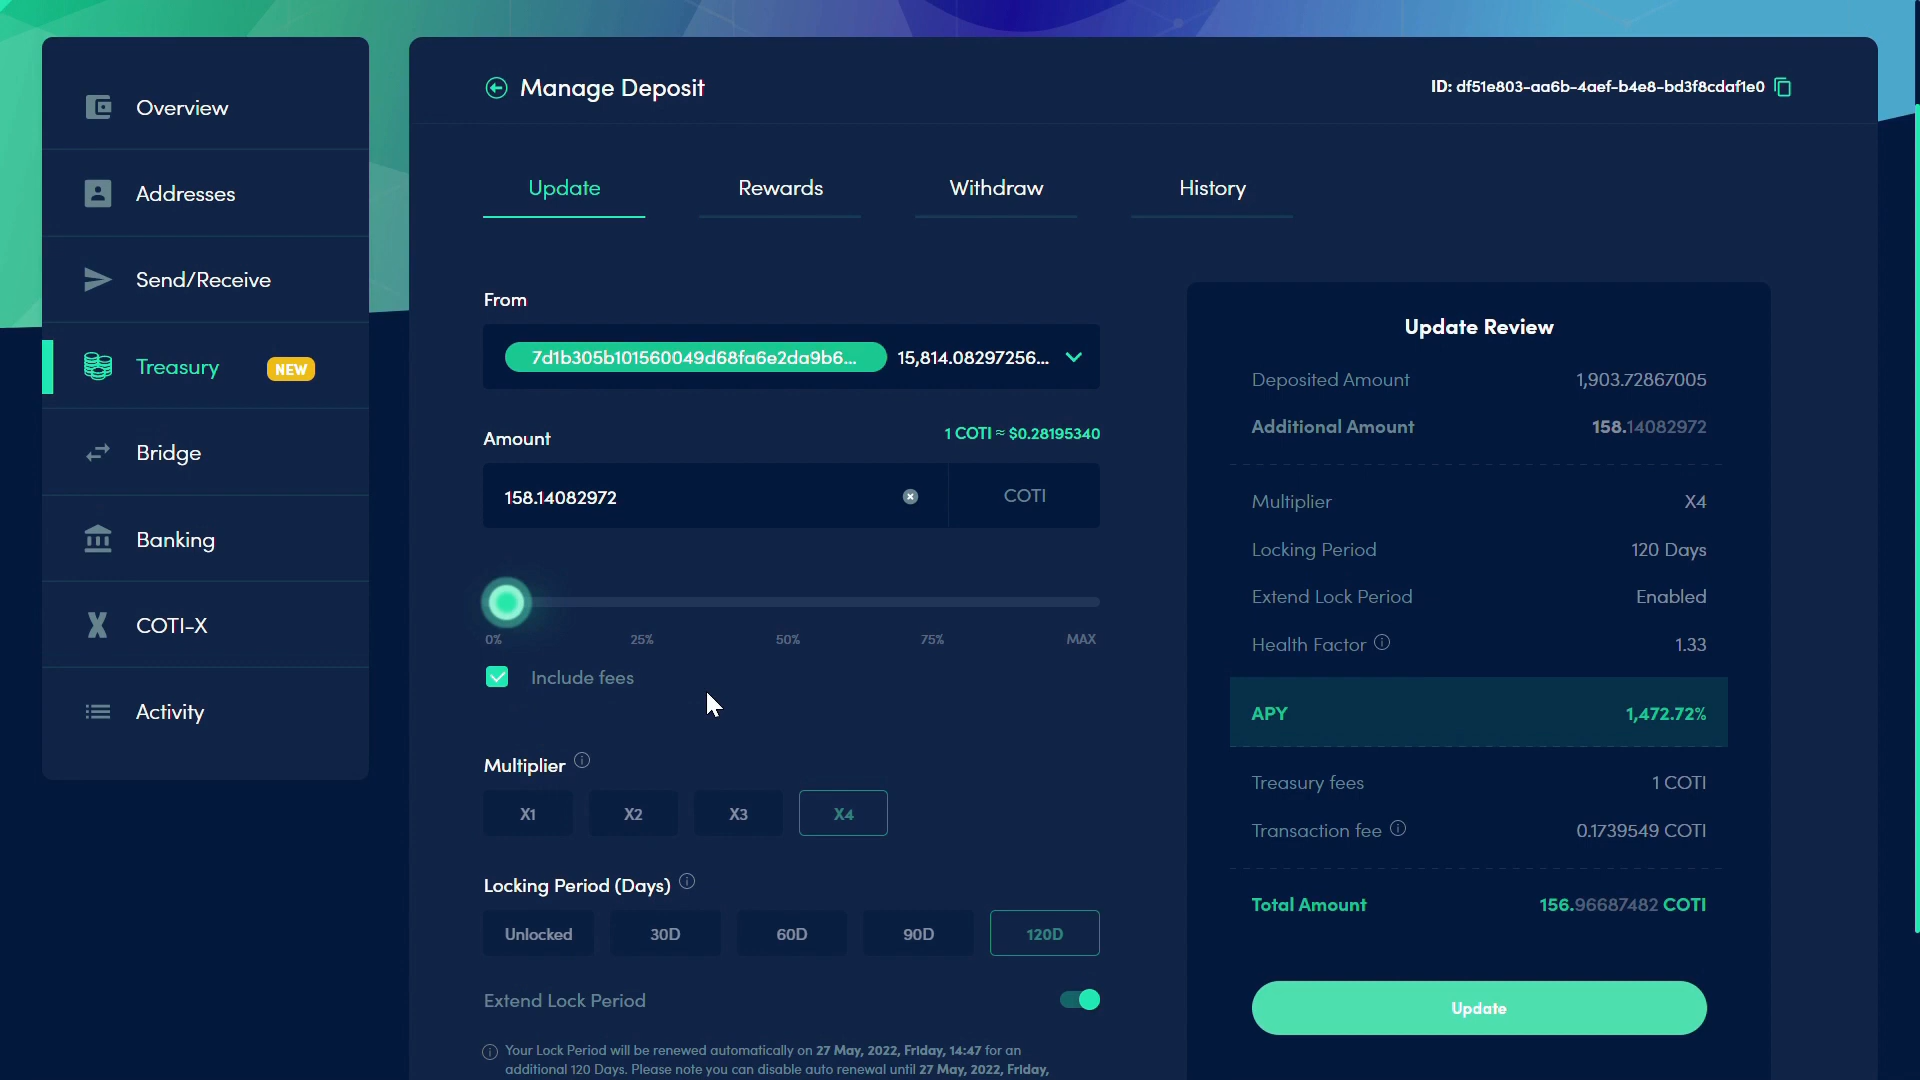 Overview
Addresses
Send/Receive
Treasury NEW
Bridge
Banking
COTI-X
Activity
Manage Deposit
ID: df51e803-aa6b-4aef-b4e8-bd3f8cdaf1e0
Update Rewards Withdraw History
From
7d1b305b101560049d68fa6e2da9b6... 15,814.08297256...
Amount 1 COTI ≈ $0.28195340
158.14082972 COTI
0% 25% 50% 75% MAX
Include fees
Multiplier
X1 X2 X3 X4
Locking Period (Days)
Unlocked 30D 60D 90D 120D
Extend Lock Period
Your Lock Period will be renewed automatically on 27 May, 2022, Friday, 14:47 for an
additional 120 Days. Please note you can disable auto renewal until 27 May, 2022, Friday,
Update Review
Deposited Amount 1,903.72867005
Additional Amount 158.14082972
Multiplier X4
Locking Period 120 Days
Extend Lock Period Enabled
Health Factor 1.33
APY 1,472.72%
Treasury fees 1 COTI
Transaction fee 0.1739549 COTI
Total Amount 156.96687482 COTI
Update